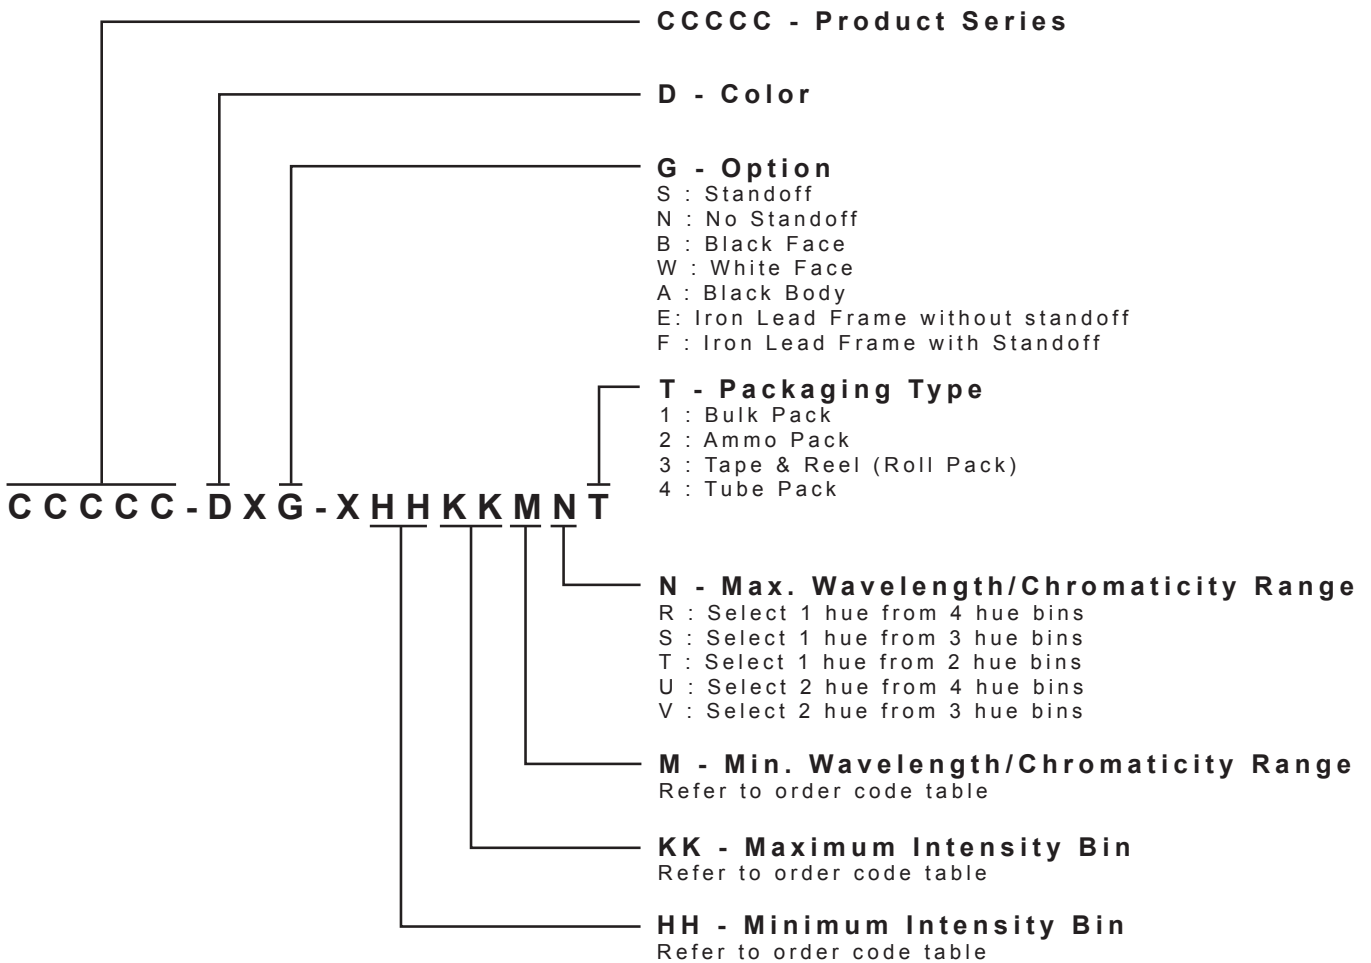 CCCCC - Product Series
D - Color
G - Option
S : Standoff
N : No Standoff
B : Black Face
W : White Face
A : Black Body
E: Iron Lead Frame without standoff
F : Iron Lead Frame with Standoff
T - Packaging Type
1 : Bulk Pack
2 : Ammo Pack
3 : Tape & Reel (Roll Pack)
4 : Tube Pack
CCCCC-DXG-XHHKKMNT
N - Max. Wavelength/Chromaticity Range
R : Select 1 hue from 4 hue bins
S : Select 1 hue from 3 hue bins
T : Select 1 hue from 2 hue bins
U : Select 2 hue from 4 hue bins
V : Select 2 hue from 3 hue bins
M - Min. Wavelength/Chromaticity Range
Refer to order code table
KK - Maximum Intensity Bin
Refer to order code table
HH - Minimum Intensity Bin
Refer to order code table